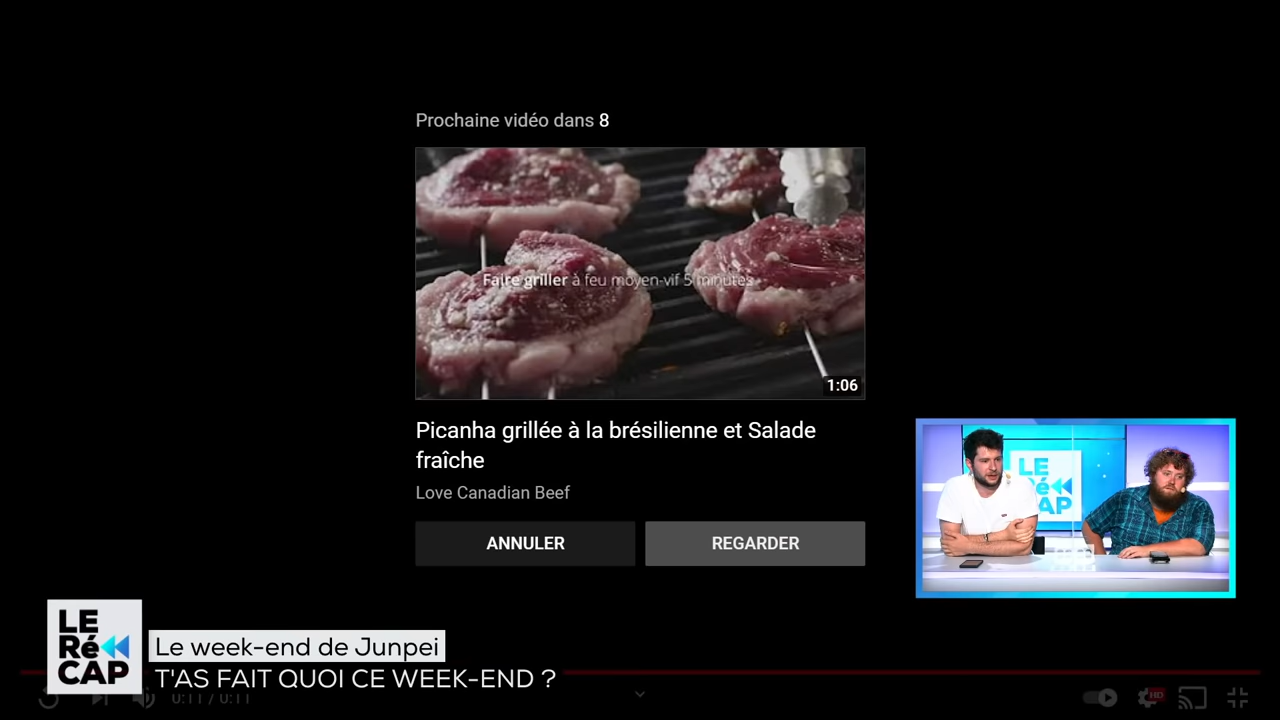 Prochaine vidéo dans 8
Faire griller à feu moyen-vif 5 minutes
1:06
Picanha grillée à la brésilienne et Salade
fraîche
Love Canadian Beef
ANNULER
REGARDER
LE
Ré
CAP
LE
Ré
CAP
Le week-end de Junpei
T'AS FAIT QUOI CE WEEK-END ?
0:11 / 0:11
HD